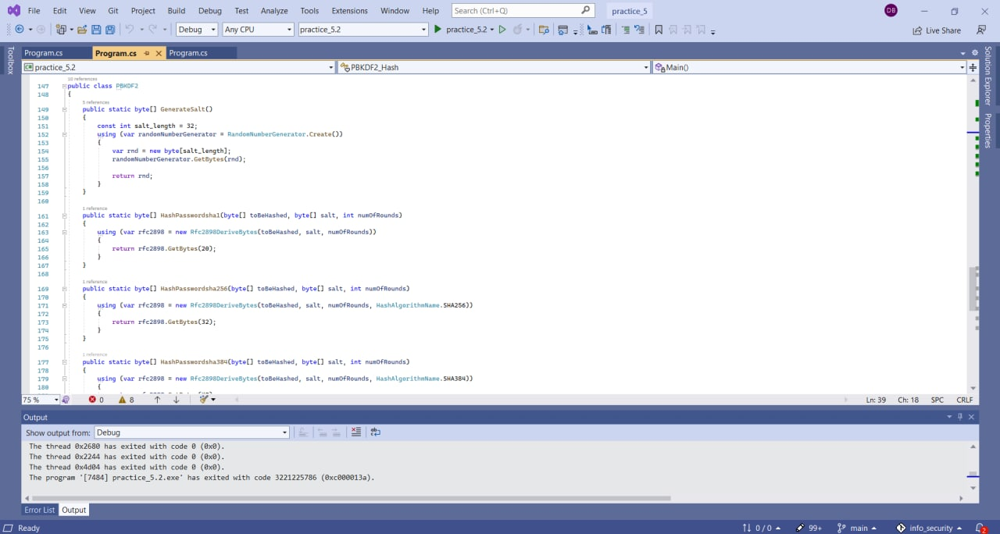 File Edit View Git Project Build Debug Test Analyze Tools Extensions Window Help Search (Ctrl+Q) practice_5 DB
Debug Any CPU practice_5.2 practice_5.2 Live Share
Toolbox
Program.cs Program.cs Program.cs
practice_5.2 PBKDF2_Hash Main()
10 references
147 public class PBKDF2
148 {
5 references
149 public static byte[] GenerateSalt()
150 {
151 const int salt_length = 32;
152 using (var randomNumberGenerator = RandomNumberGenerator.Create())
153 {
154 var rnd = new byte[salt_length];
155 randomNumberGenerator.GetBytes(rnd);
156
157 return rnd;
158 }
159 }
160
1 reference
161 public static byte[] HashPasswordsha1(byte[] toBeHashed, byte[] salt, int numOfRounds)
162 {
163 using (var rfc2898 = new Rfc2898DeriveBytes(toBeHashed, salt, numOfRounds))
164 {
165 return rfc2898.GetBytes(20);
166 }
167 }
168
1 reference
169 public static byte[] HashPasswordsha256(byte[] toBeHashed, byte[] salt, int numOfRounds)
170 {
171 using (var rfc2898 = new Rfc2898DeriveBytes(toBeHashed, salt, numOfRounds, HashAlgorithmName.SHA256))
172 {
173 return rfc2898.GetBytes(32);
174 }
175 }
176
1 reference
177 public static byte[] HashPasswordsha384(byte[] toBeHashed, byte[] salt, int numOfRounds)
178 {
179 using (var rfc2898 = new Rfc2898DeriveBytes(toBeHashed, salt, numOfRounds, HashAlgorithmName.SHA384))
180 {
75 % 0 8 Ln: 39 Ch: 18 SPC CRLF
Solution Explorer
Properties
Output
Show output from: Debug
The thread 0x2680 has exited with code 0 (0x0).
The thread 0x2244 has exited with code 0 (0x0).
The thread 0x4d04 has exited with code 0 (0x0).
The program '[7484] practice_5.2.exe' has exited with code 3221225786 (0xc000013a).
Error List Output
Ready 0 / 0 99+ main info_security 2